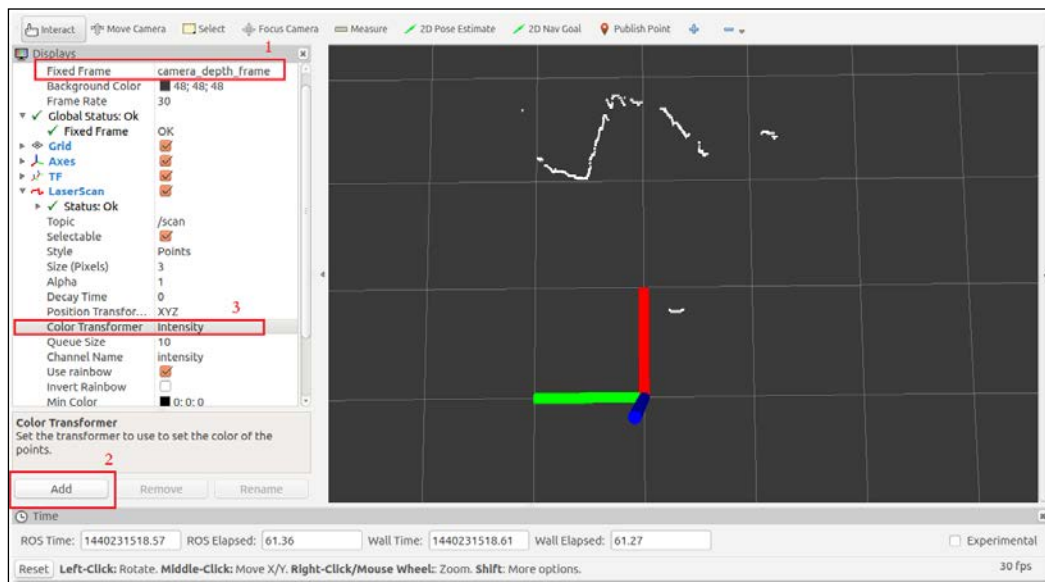 Interact Move Camera Select Focus Camera Measure 2D Pose Estimate 2D Nav Goal Publish Point
1
Displays
Fixed Frame camera_depth_frame
Background Color 48; 48; 48
Frame Rate 30
Global Status: Ok
Fixed Frame OK
Grid
Axes
TF
LaserScan
Status: Ok
Topic /scan
Selectable
Style Points
Size (Pixels) 3
Alpha 1
Decay Time 0
Position Transfor... XYZ
3
Color Transformer Intensity
Queue Size 10
Channel Name intensity
Use rainbow
Invert Rainbow
Min Color 0; 0; 0
Color Transformer
Set the transformer to use to set the color of the
points.
2
Add Remove Rename
Time
ROS Time: 1440231518.57 ROS Elapsed: 61.36 Wall Time: 1440231518.61 Wall Elapsed: 61.27 Experimental
Reset Left-Click: Rotate. Middle-Click: Move X/Y. Right-Click/Mouse Wheel:: Zoom. Shift: More options. 30 fps